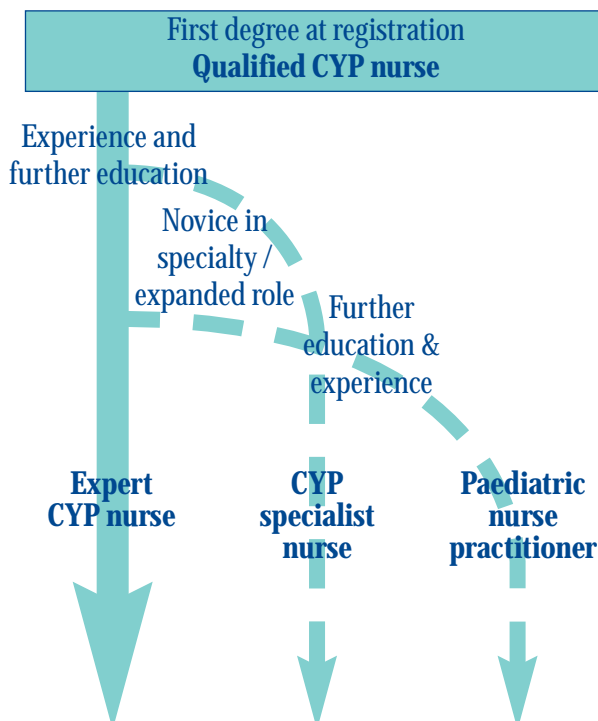 First degree at registration
Qualified CYP nurse
Experience and
further education
Novice in
specialty /
expanded role
Further
education &
experience
Expert
CYP nurse
CYP
specialist
nurse
Paediatric
nurse
practitioner